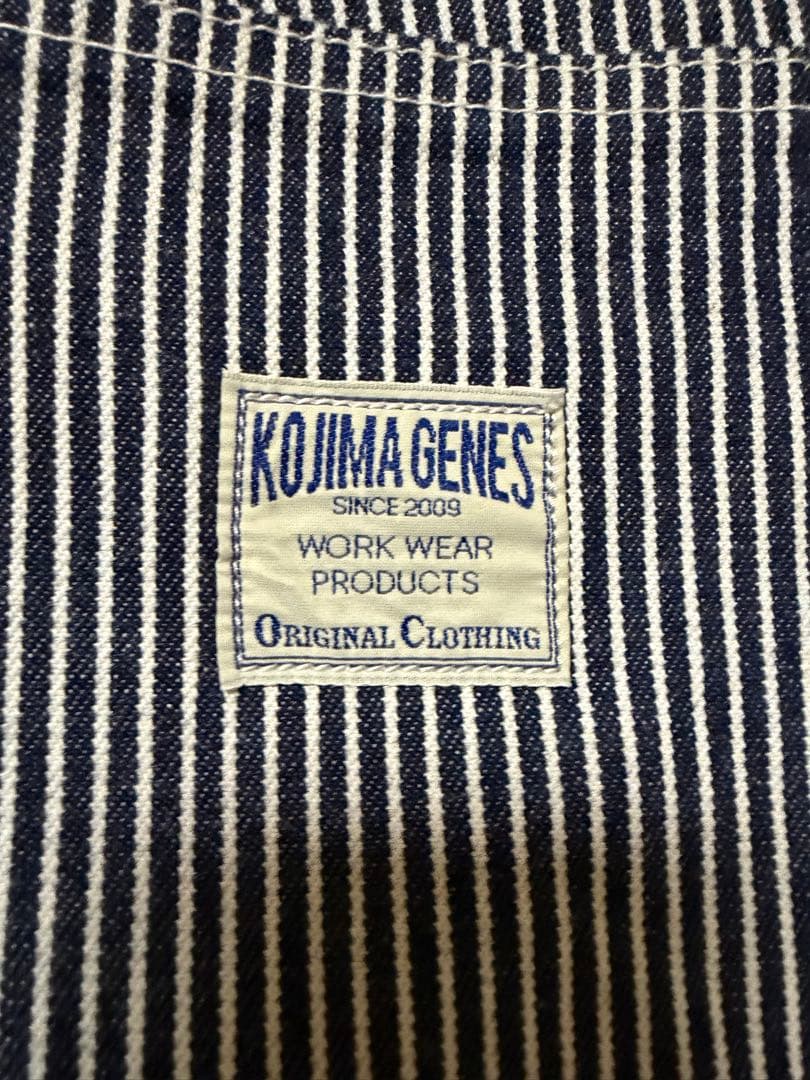 KOJIMA GENES
SINCE 2009
WORK WEAR
PRODUCTS
ORIGINAL CLOTHING